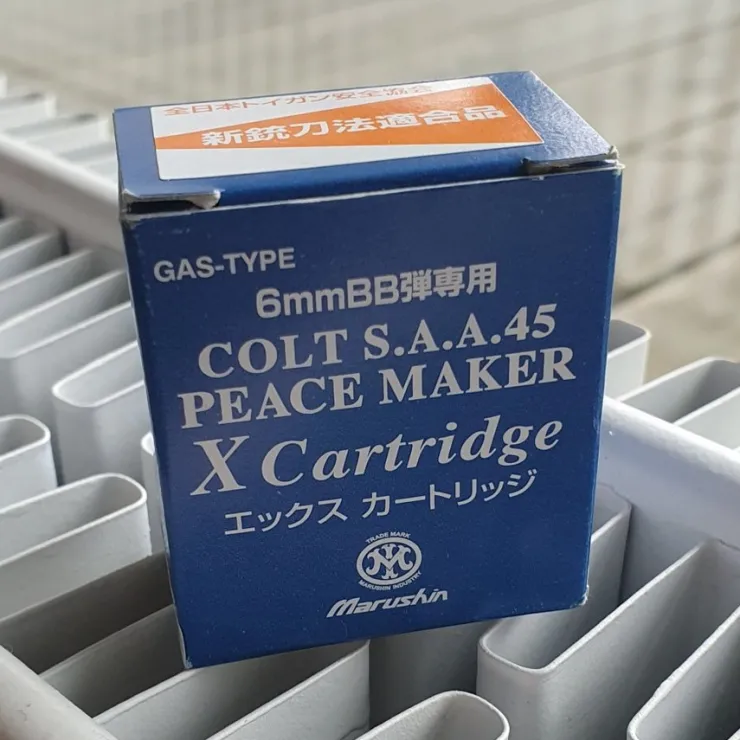 全日本トイガン安全協会
新銃刀法適合品
GAS-TYPE
6mmBB弾専用
COLT S.A.A.45
PEACE MAKER
X Cartridge
エックス カートリッジ
TRADE MARK
MARUSHIN INDUSTRY
Marushin